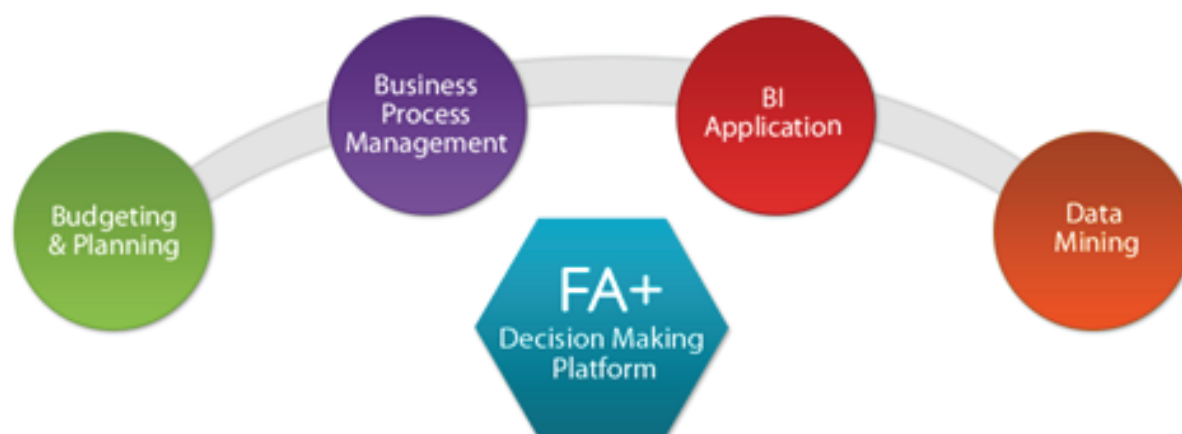 Budgeting
& Planning
Business
Process
Management
BI
Application
Data
Mining
FA+
Decision Making
Platform